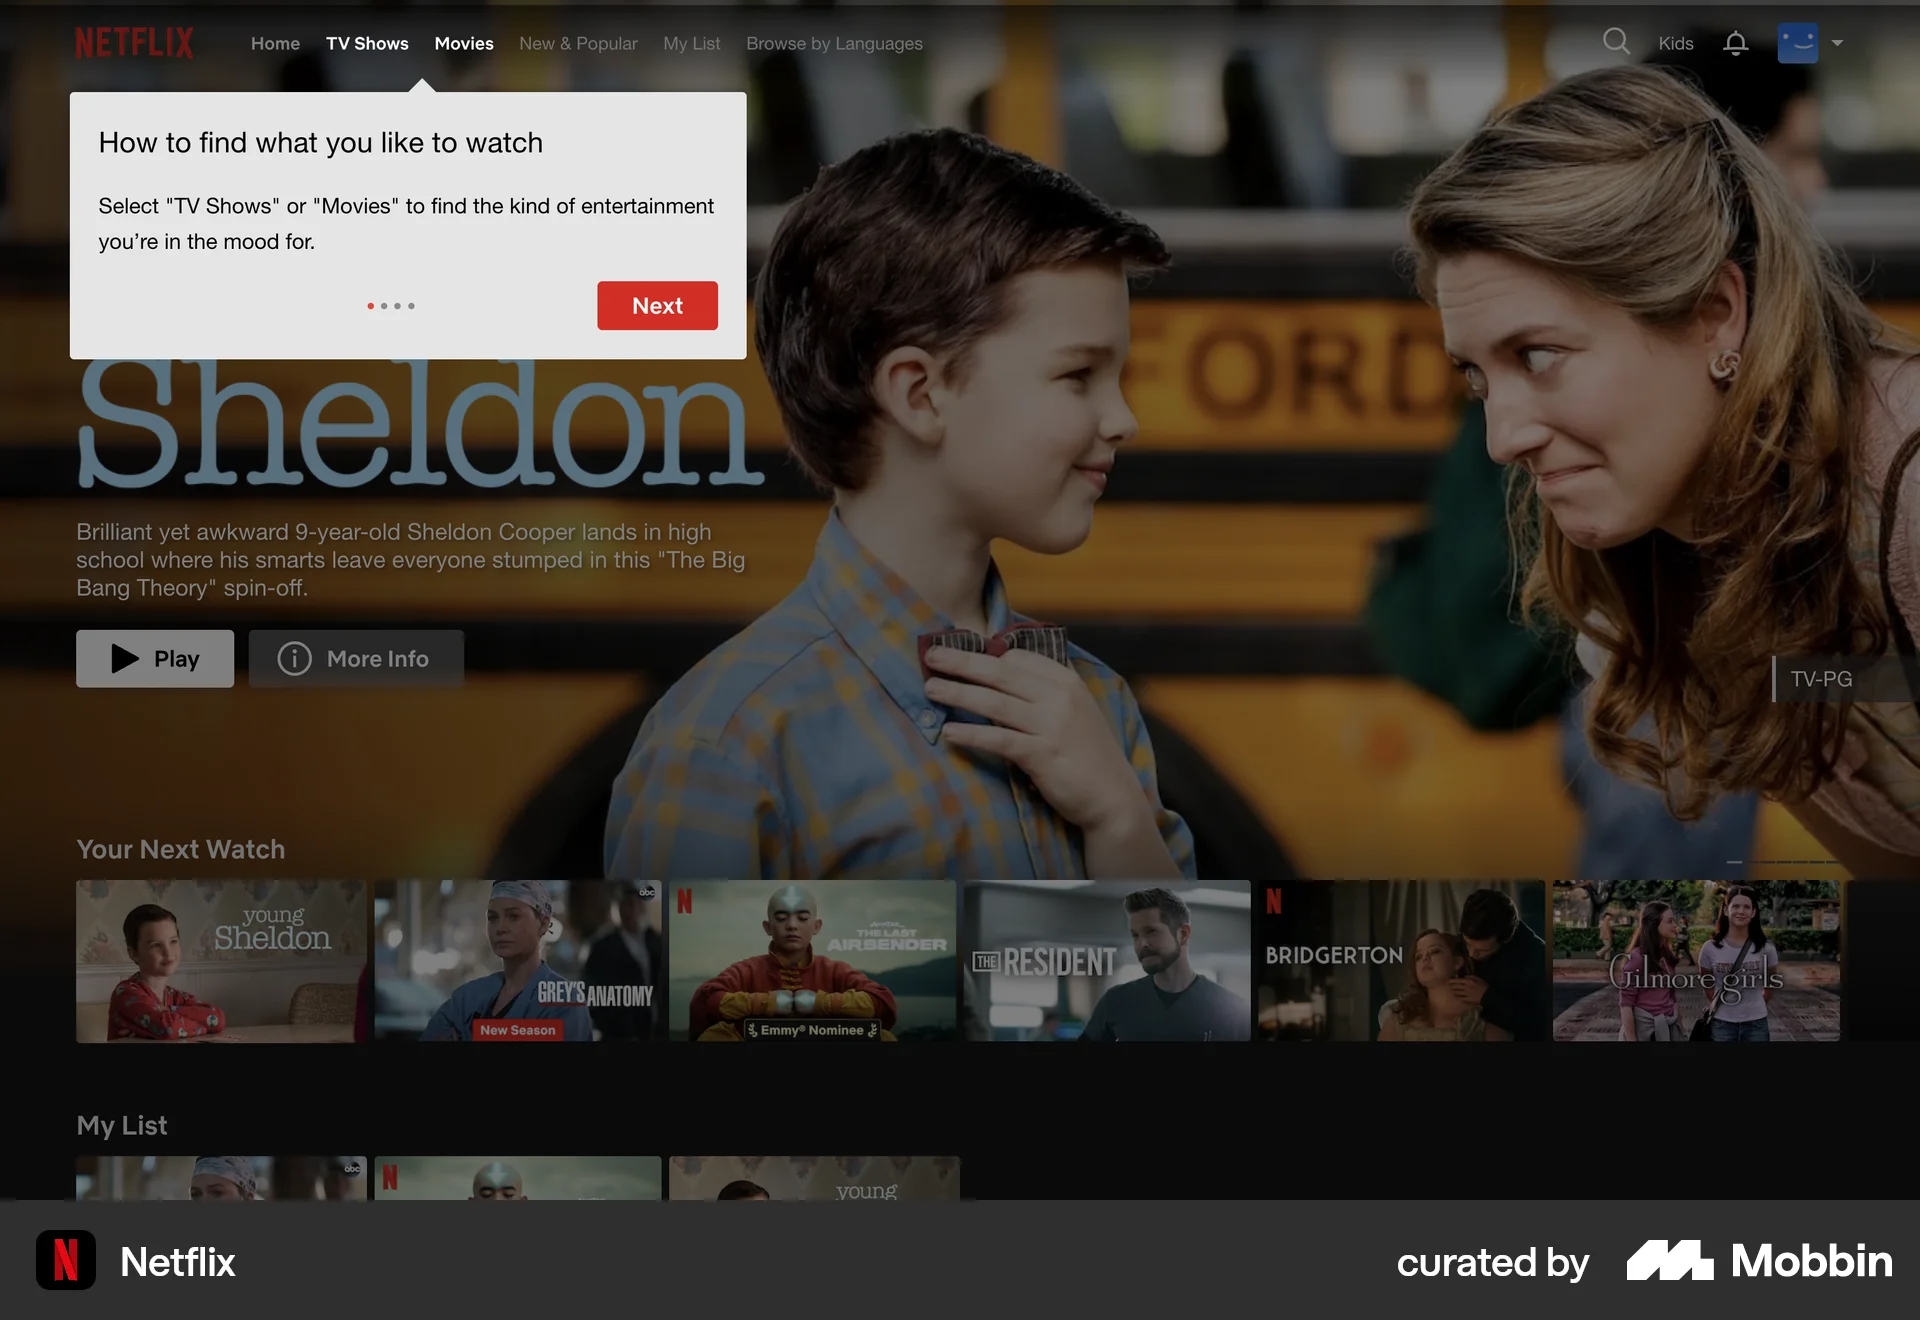 NETFLIX
Home
TV Shows
Movies
New & Popular
My List
Browse by Languages
Kids
How to find what you like to watch
Select "TV Shows" or "Movies" to find the kind of entertainment
you’re in the mood for.
Next
FORD
Sheldon
Brilliant yet awkward 9-year-old Sheldon Cooper lands in high
school where his smarts leave everyone stumped in this "The Big
Bang Theory" spin-off.
Play
More Info
TV-PG
Your Next Watch
young
Sheldon
abc
GREY'S ANATOMY
New Season
N
AVATAR
THE LAST
AIRBENDER
Emmy® Nominee
THE RESIDENT
N
BRIDGERTON
Gilmore girls
My List
abc
N
young
N
Netflix
curated by
Mobbin